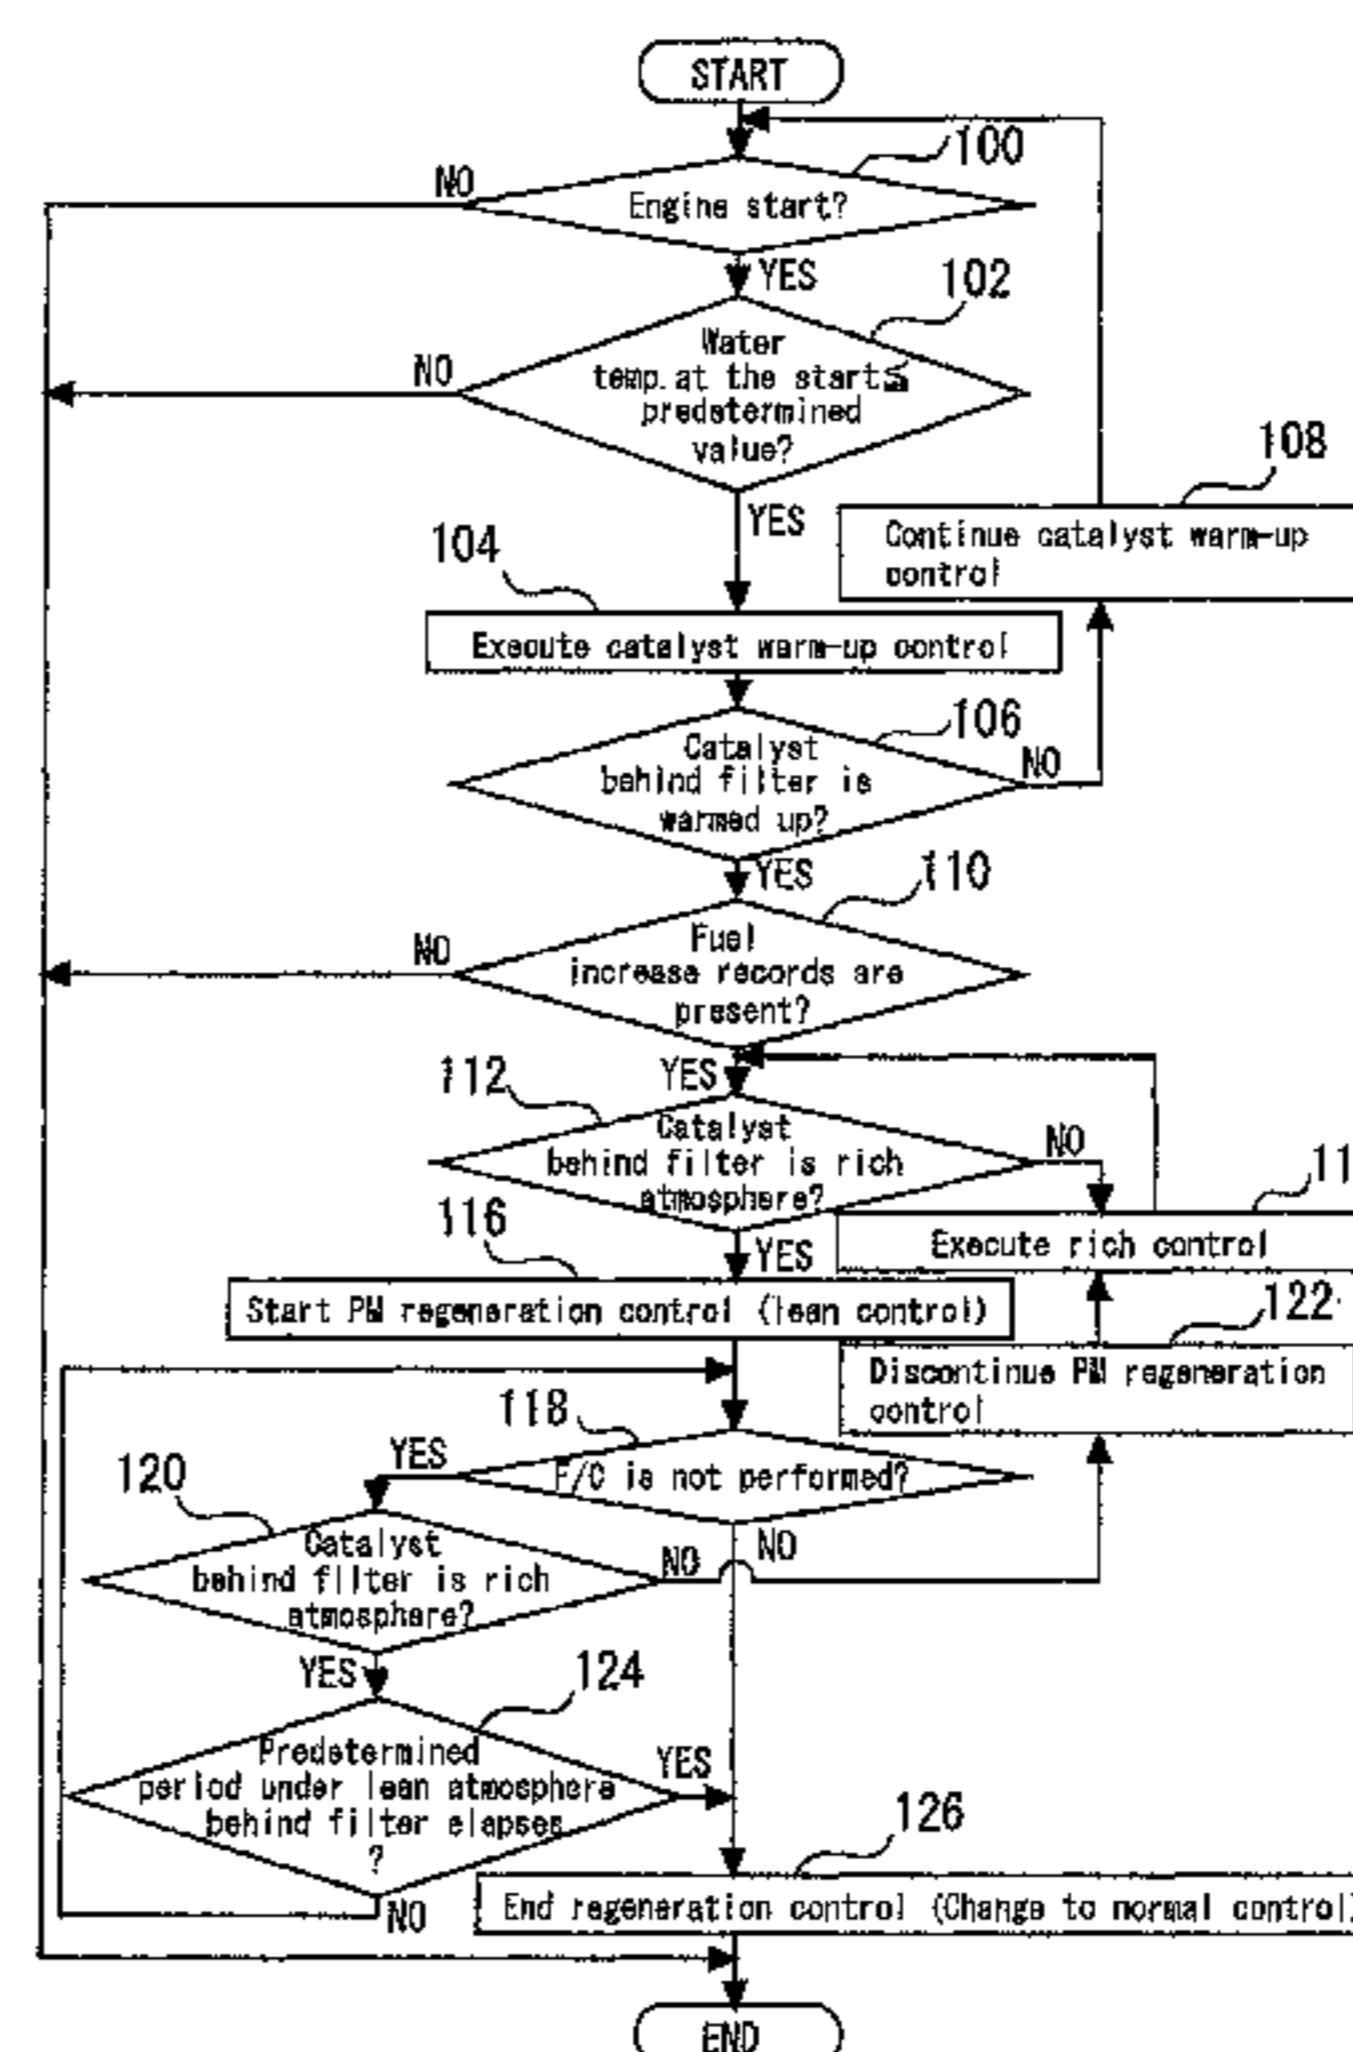 START
100
NO
Engine start?
YES
102
Water
temp. at the start≦
predetermined
value?
NO
YES
108
Continue catalyst warm-up
control
104
Execute catalyst warm-up control
106
Catalyst
behind filter is
warmed up?
NO
YES
110
Fuel
increase records are
present?
NO
YES
112
Catalyst
behind filter is rich
atmosphere?
NO
11
Execute rich control
116
YES
Start PM regeneration control (lean control)
122
Discontinue PM regeneration
control
118
F/C is not performed?
YES
NO
120
Catalyst
behind filter is rich
atmosphere?
NO
YES
124
Predetermined
period under lean atmosphere
behind filter elapses
?
YES
NO
126
End regeneration control (Change to normal control)
END